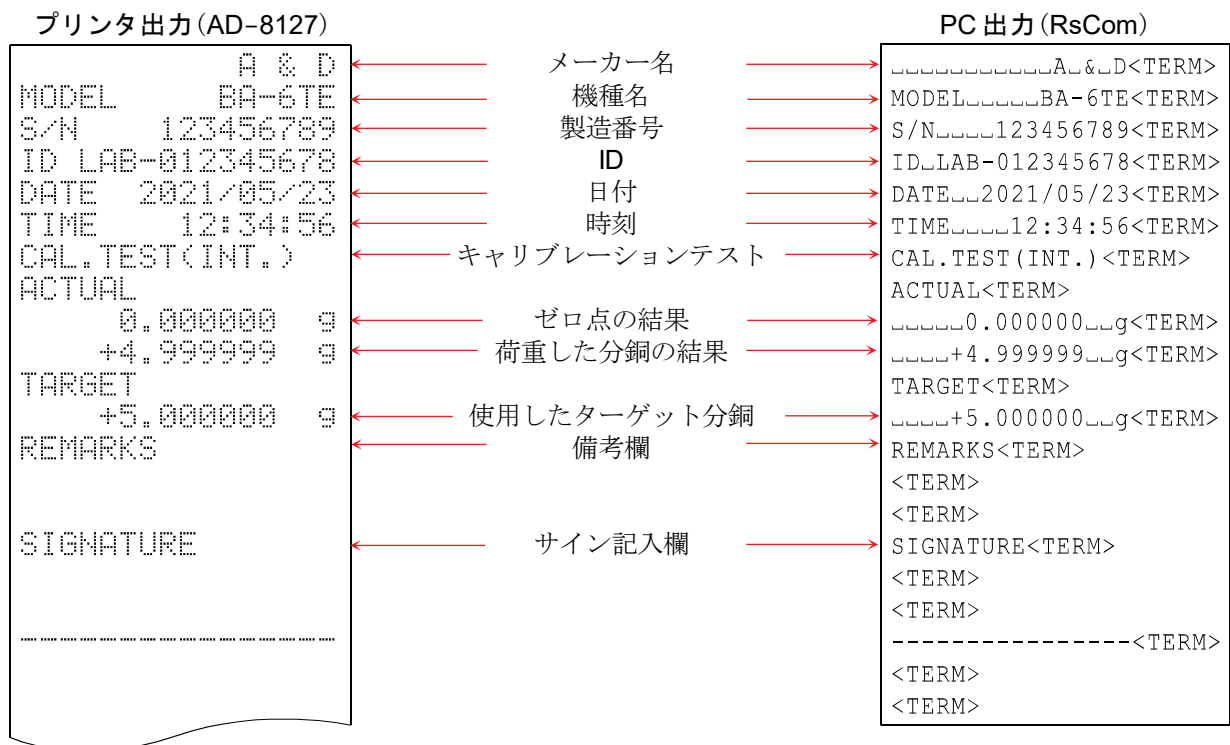 プリンタ出力(AD-8127)
A & D
MODEL BA-6TE
S/N 123456789
ID LAB-012345678
DATE 2021/05/23
TIME 12:34:56
CAL.TEST(INT.)
ACTUAL
0.000000 g
+4.999999 g
TARGET
+5.000000 g
REMARKS
SIGNATURE
----------------
メーカー名
機種名
製造番号
ID
日付
時刻
キャリブレーションテスト
ゼロ点の結果
荷重した分銅の結果
使用したターゲット分銅
備考欄
サイン記入欄
PC 出力(RsCom)
␣␣␣␣␣␣␣␣␣␣␣A␣&␣D<TERM>
MODEL␣␣␣␣␣BA-6TE<TERM>
S/N␣␣␣␣123456789<TERM>
ID␣LAB-012345678<TERM>
DATE␣␣2021/05/23<TERM>
TIME␣␣␣␣12:34:56<TERM>
CAL.TEST(INT.)<TERM>
ACTUAL<TERM>
␣␣␣␣␣0.000000␣␣g<TERM>
␣␣␣␣+4.999999␣␣g<TERM>
TARGET<TERM>
␣␣␣␣+5.000000␣␣g<TERM>
REMARKS<TERM>
<TERM>
<TERM>
SIGNATURE<TERM>
<TERM>
<TERM>
----------------<TERM>
<TERM>
<TERM>